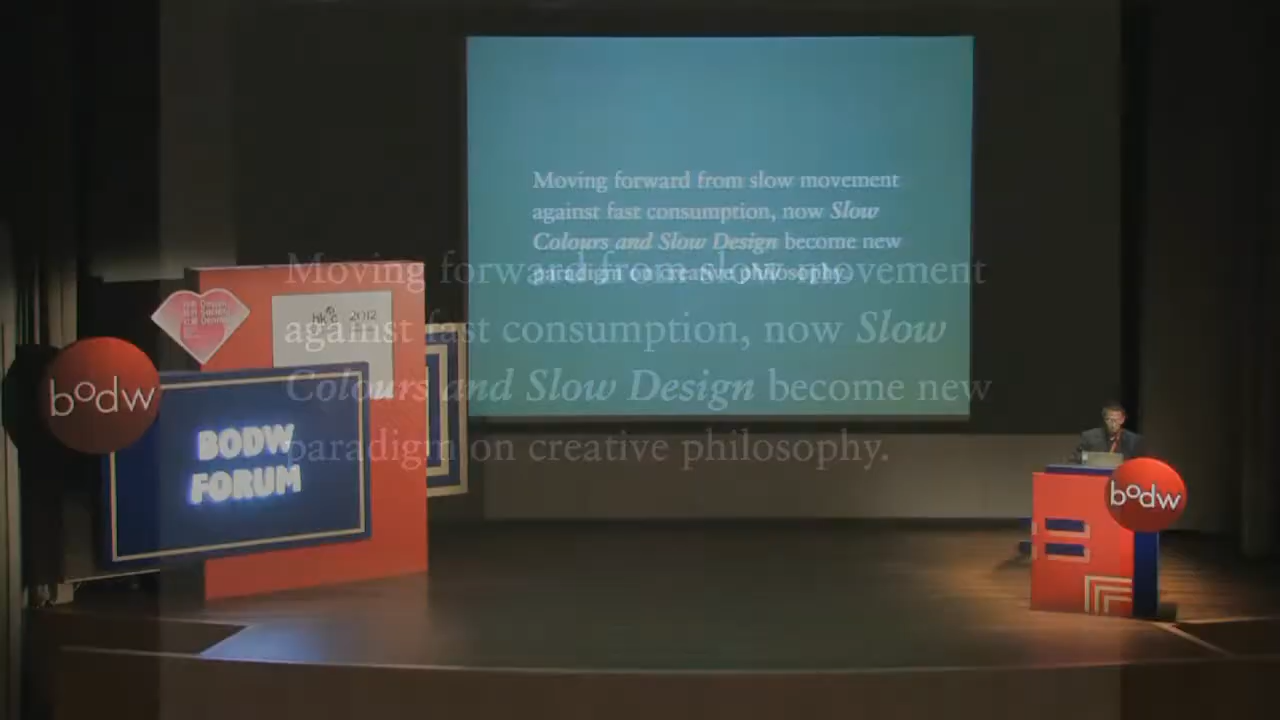 Moving forward from slow movement
against fast consumption, now Slow
Colours and Slow Design become new
paradigm on creative philosophy.
Moving forward from slow movement
against fast consumption, now Slow
Colours and Slow Design become new
paradigm on creative philosophy.
2012
bodw
BODW
FORUM
bodw